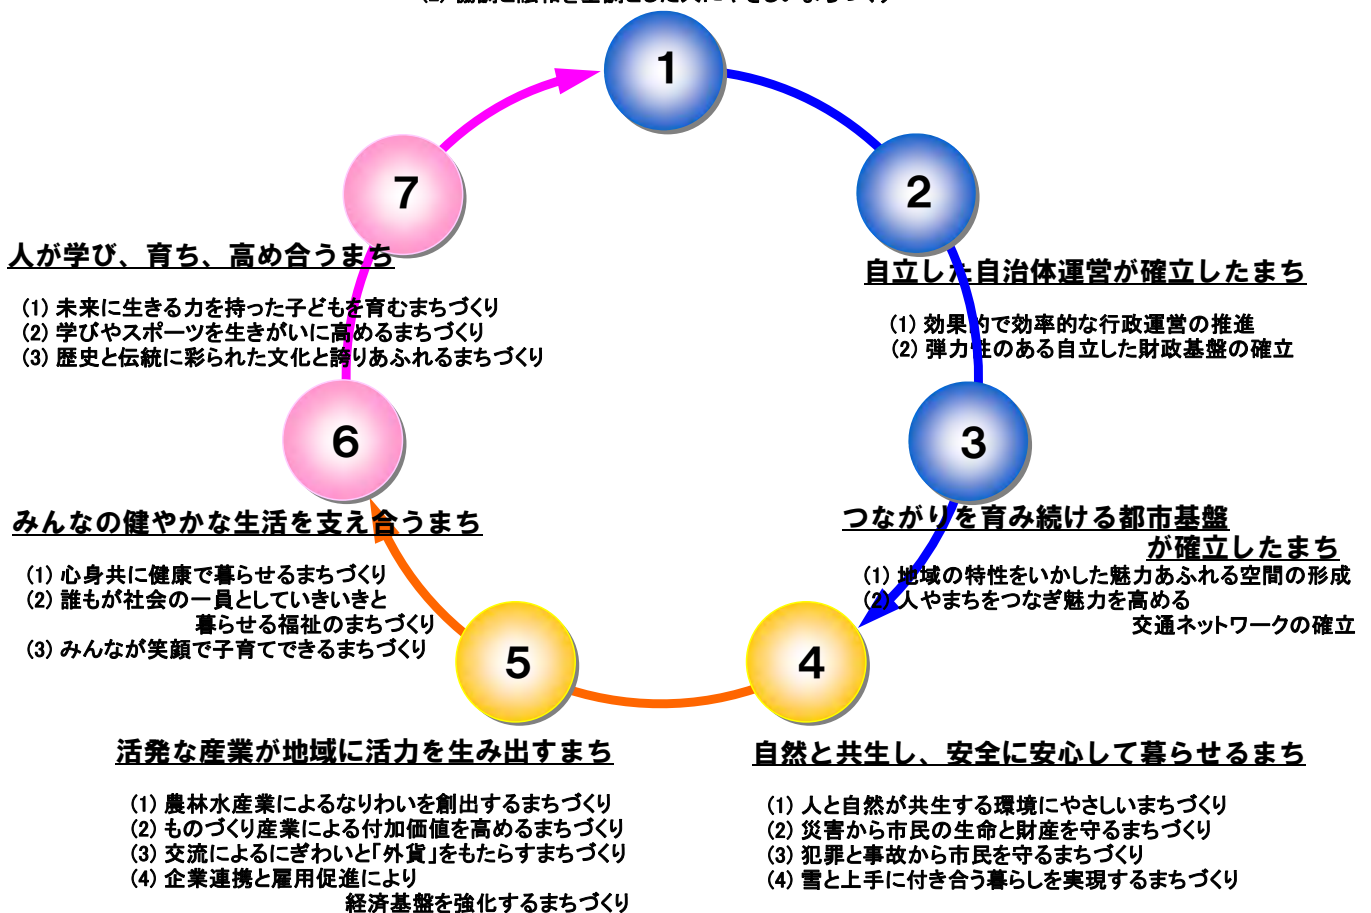 1
2
自立した自治体運営が確立したまち
(1) 効果的で効率的な行政運営の推進
(2) 弾力性のある自立した財政基盤の確立
3
つながりを育み続ける都市基盤
が確立したまち
(1) 地域の特性をいかした魅力あふれる空間の形成
(2) 人やまちをつなぎ魅力を高める
交通ネットワークの確立
4
自然と共生し、安全に安心して暮らせるまち
(1) 人と自然が共生する環境にやさしいまちづくり
(2) 災害から市民の生命と財産を守るまちづくり
(3) 犯罪と事故から市民を守るまちづくり
(4) 雪と上手に付き合う暮らしを実現するまちづくり
5
活発な産業が地域に活力を生み出すまち
(1) 農林水産業によるなりわいを創出するまちづくり
(2) ものづくり産業による付加価値を高めるまちづくり
(3) 交流によるにぎわいと「外貨」をもたらすまちづくり
(4) 企業連携と雇用促進により
経済基盤を強化するまちづくり
6
みんなの健やかな生活を支え合うまち
(1) 心身共に健康で暮らせるまちづくり
(2) 誰もが社会の一員としていきいきと
暮らせる福祉のまちづくり
(3) みんなが笑顔で子育てできるまちづくり
7
人が学び、育ち、高め合うまち
(1) 未来に生きる力を持った子どもを育むまちづくり
(2) 学びやスポーツを生きがいに高めるまちづくり
(3) 歴史と伝統に彩られた文化と誇りあふれるまちづくり